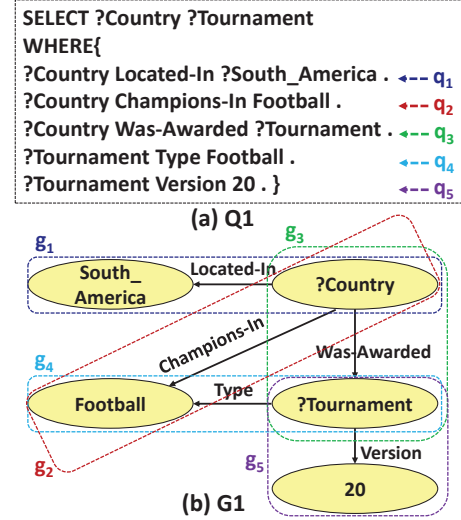 SELECT ?Country ?Tournament
WHERE{
?Country Located-In ?South_America . q1
?Country Champions-In Football . q2
?Country Was-Awarded ?Tournament . q3
?Tournament Type Football . q4
?Tournament Version 20 . } q5
(a) Q1
g1
g3
South_
America
Located-In
?Country
Champions-In
Was-Awarded
g4
Football
Type
?Tournament
g2
g5
Version
20
(b) G1